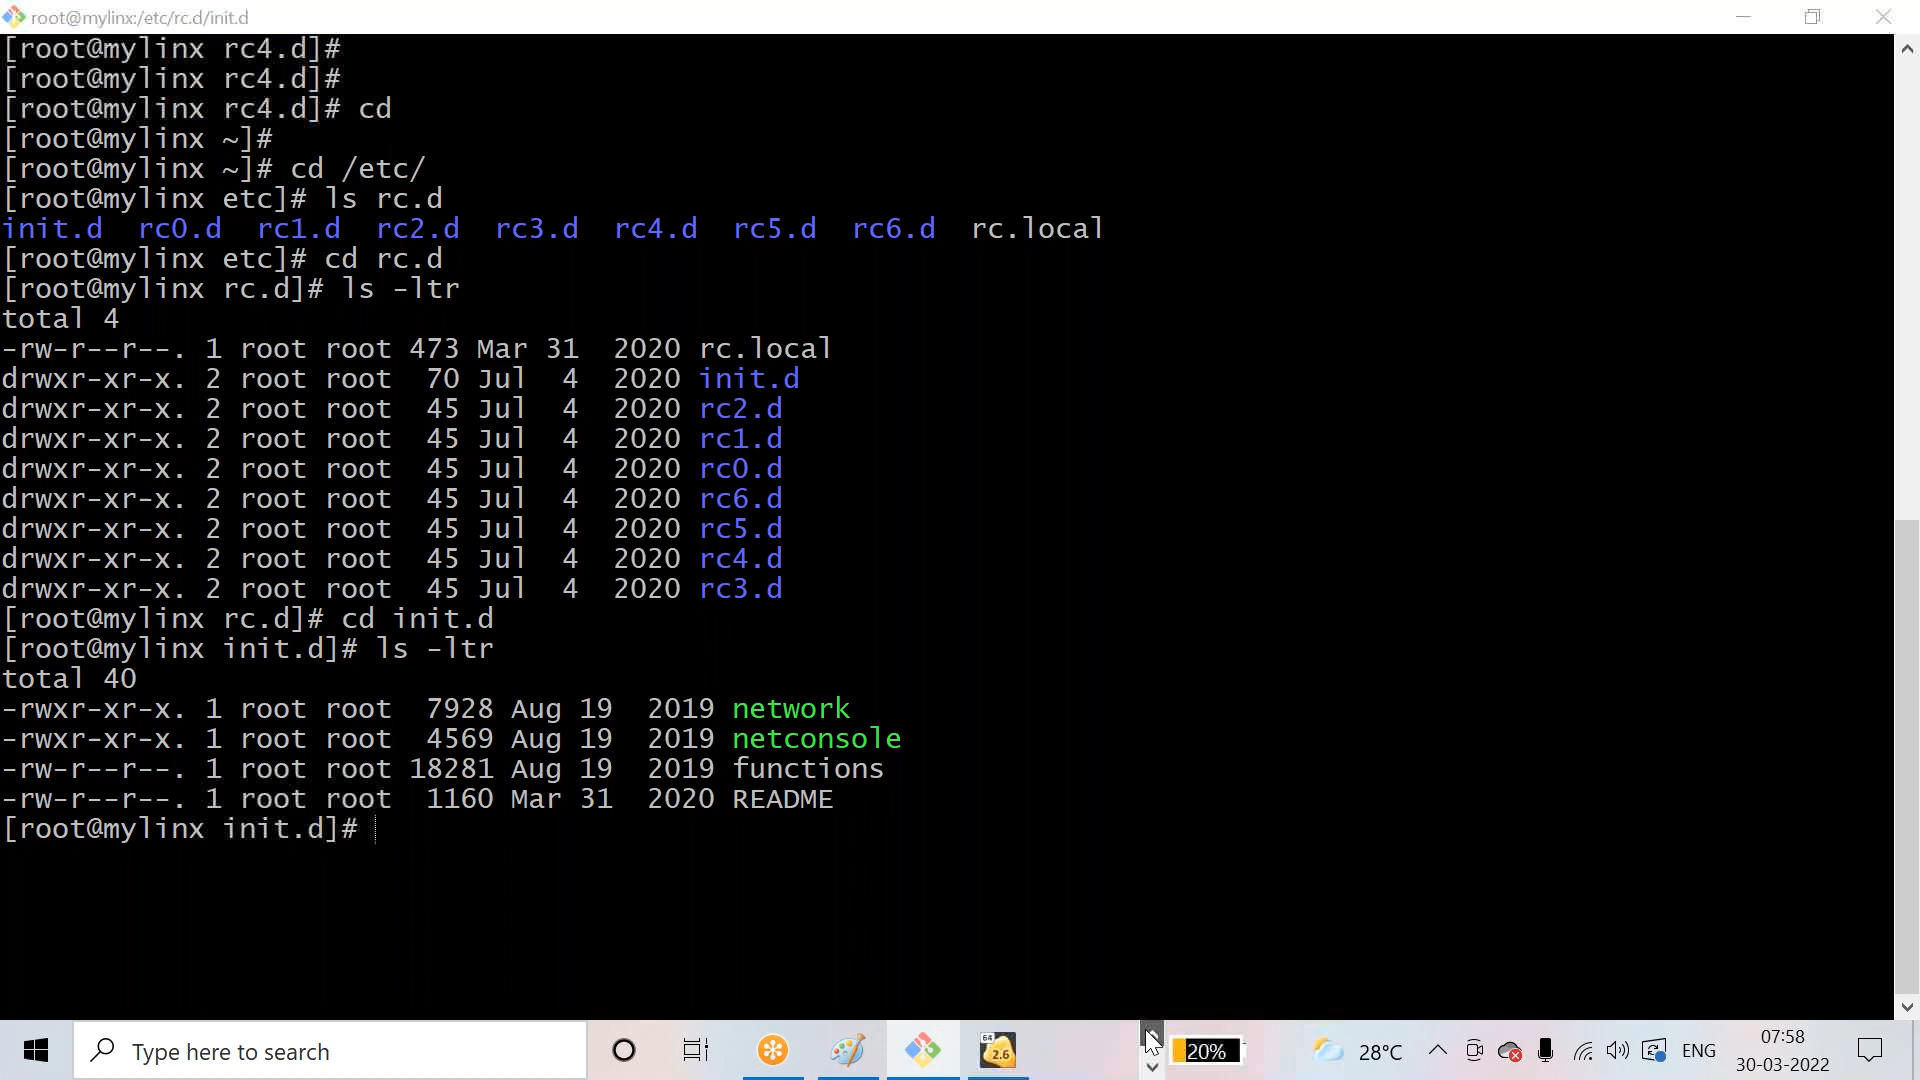 root@mylinx:/etc/rc.d/init.d
[root@mylinx rc4.d]#
[root@mylinx rc4.d]#
[root@mylinx rc4.d]# cd
[root@mylinx ~]#
[root@mylinx ~]# cd /etc/
[root@mylinx etc]# ls rc.d
init.d  rc0.d  rc1.d  rc2.d  rc3.d  rc4.d  rc5.d  rc6.d  rc.local
[root@mylinx etc]# cd rc.d
[root@mylinx rc.d]# ls -ltr
total 4
-rw-r--r--. 1 root root 473 Mar 31  2020 rc.local
drwxr-xr-x. 2 root root  70 Jul  4  2020 init.d
drwxr-xr-x. 2 root root  45 Jul  4  2020 rc2.d
drwxr-xr-x. 2 root root  45 Jul  4  2020 rc1.d
drwxr-xr-x. 2 root root  45 Jul  4  2020 rc0.d
drwxr-xr-x. 2 root root  45 Jul  4  2020 rc6.d
drwxr-xr-x. 2 root root  45 Jul  4  2020 rc5.d
drwxr-xr-x. 2 root root  45 Jul  4  2020 rc4.d
drwxr-xr-x. 2 root root  45 Jul  4  2020 rc3.d
[root@mylinx rc.d]# cd init.d
[root@mylinx init.d]# ls -ltr
total 40
-rwxr-xr-x. 1 root root  7928 Aug 19  2019 network
-rwxr-xr-x. 1 root root  4569 Aug 19  2019 netconsole
-rw-r--r--. 1 root root 18281 Aug 19  2019 functions
-rw-r--r--. 1 root root  1160 Mar 31  2020 README
[root@mylinx init.d]#
Type here to search
64
2.6
20%
28°C
ENG
07:58
30-03-2022